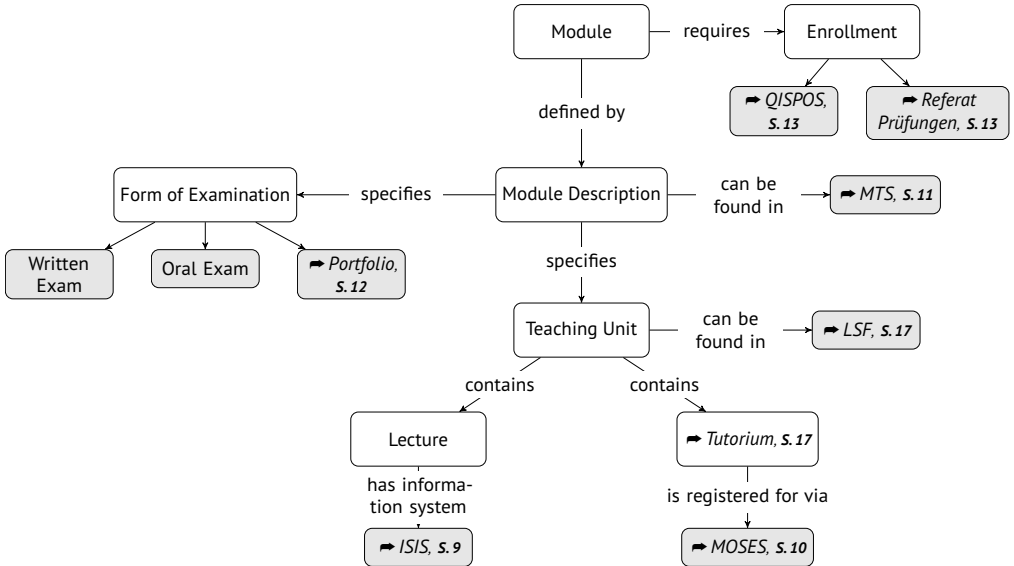 Module
requires
Enrollment
➦ QISPOS,
S. 13
➦ Referat
Prüfungen, S. 13
defined by
Form of Examination
specifies
Module Description
can be
found in
➦ MTS, S. 11
Written
Exam
Oral Exam
➦ Portfolio,
S. 12
specifies
Teaching Unit
can be
found in
➦ LSF, S. 17
contains
contains
Lecture
➦ Tutorium, S. 17
has informa-
tion system
is registered for via
➦ ISIS, S. 9
➦ MOSES, S. 10